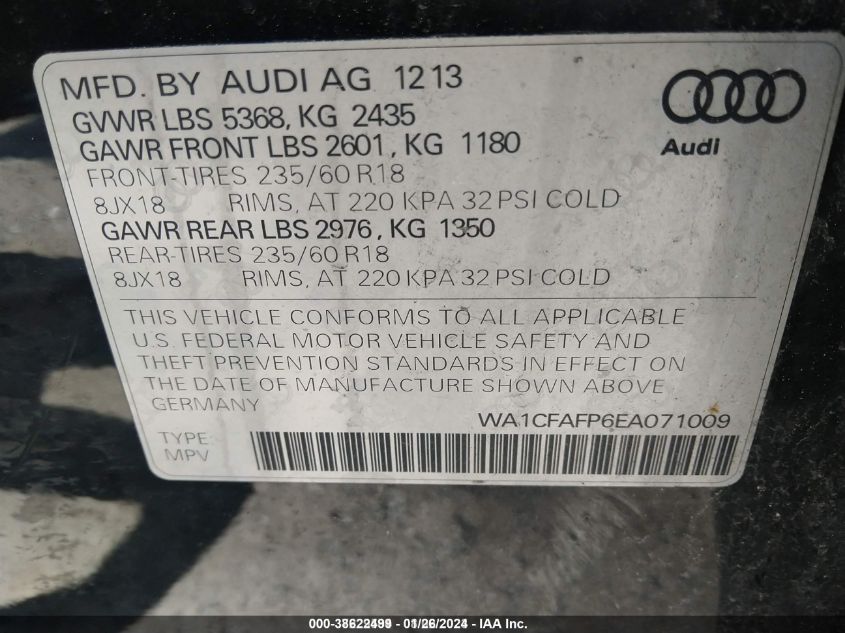 MFD. BY AUDI AG 12 13
GVWR LBS 5368, KG 2435
GAWR FRONT LBS 2601, KG 1180
FRONT-TIRES 235/60 R18
8JX18 RIMS, AT 220 KPA 32 PSI COLD
GAWR REAR LBS 2976, KG 1350
REAR-TIRES 235/60 R18
8JX18 RIMS, AT 220 KPA 32 PSI COLD
Audi
THIS VEHICLE CONFORMS TO ALL APPLICABLE
U.S. FEDERAL MOTOR VEHICLE SAFETY AND
THEFT PREVENTION STANDARDS IN EFFECT ON
THE DATE OF MANUFACTURE SHOWN ABOVE
GERMANY
WA1CFAFP6EA071009
TYPE:
MPV
000-38622499 - 01/26/2024 - WA Inc.